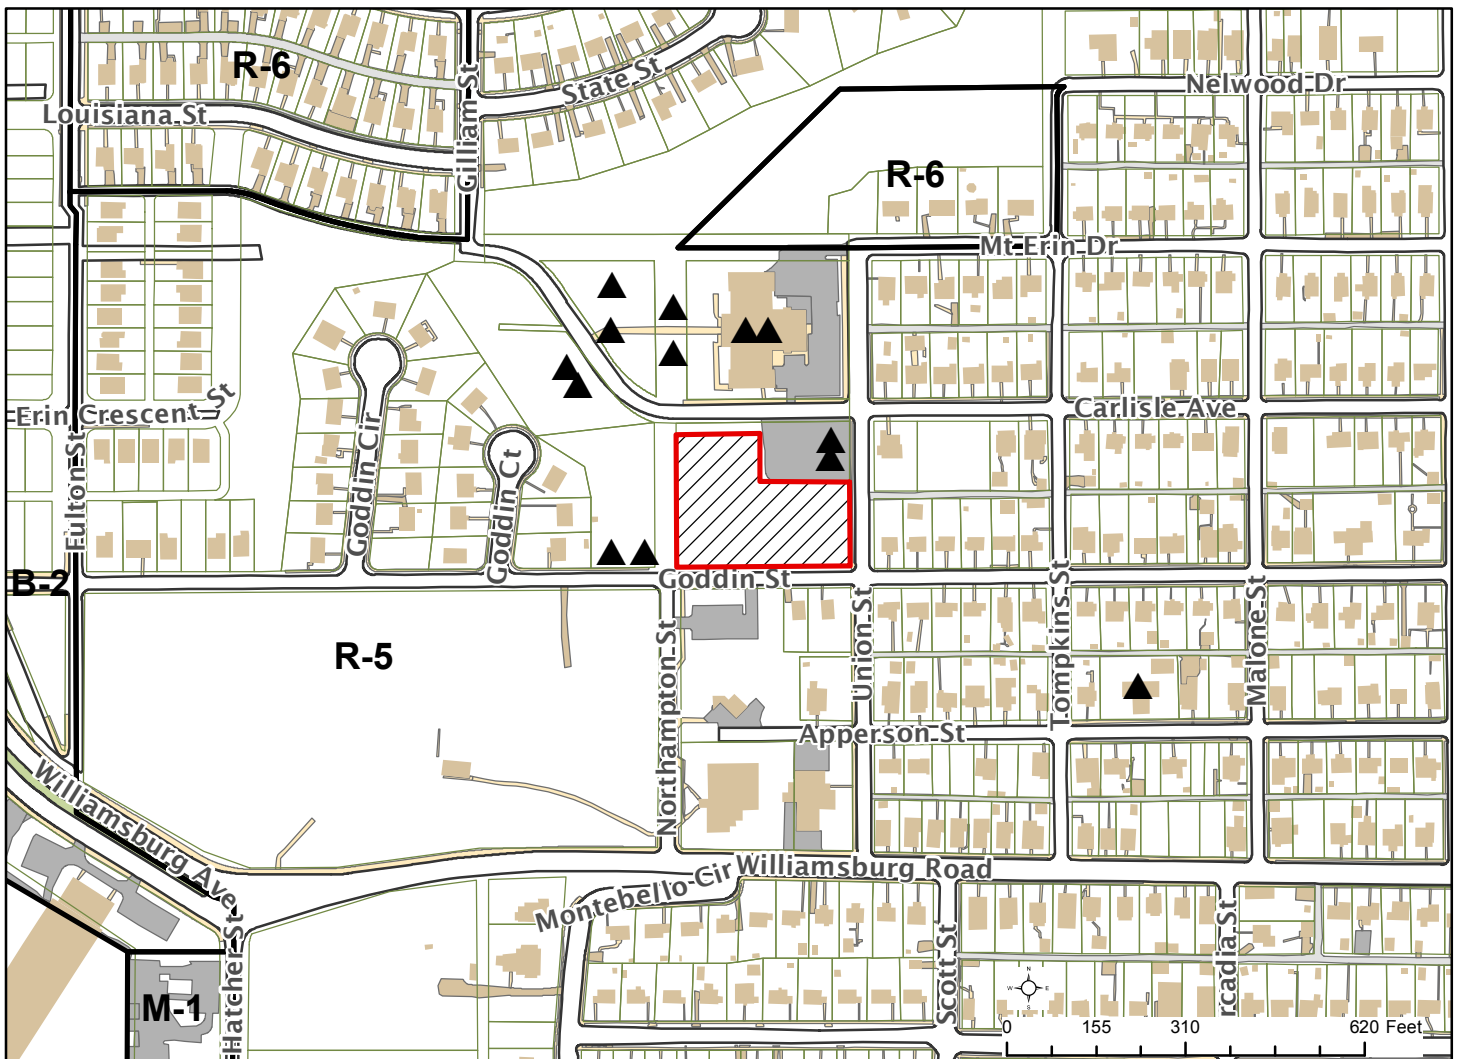 R-6
State St
Nelwood Dr
Louisiana St
Gilliam St
R-6
Mt Erin Dr
Erin Crescent St
Carlisle Ave
Fulton St
Goddin Cir
Goddin Ct
B-2
Goddin St
R-5
Northampton St
Union St
Tompkins St
Malone St
Apperson St
Williamsburg Ave
Williamsburg Road
Montebello Cir
Hatcher St
Scott St
rcadia St
M-1
N
W E
S
0 155 310 620 Feet